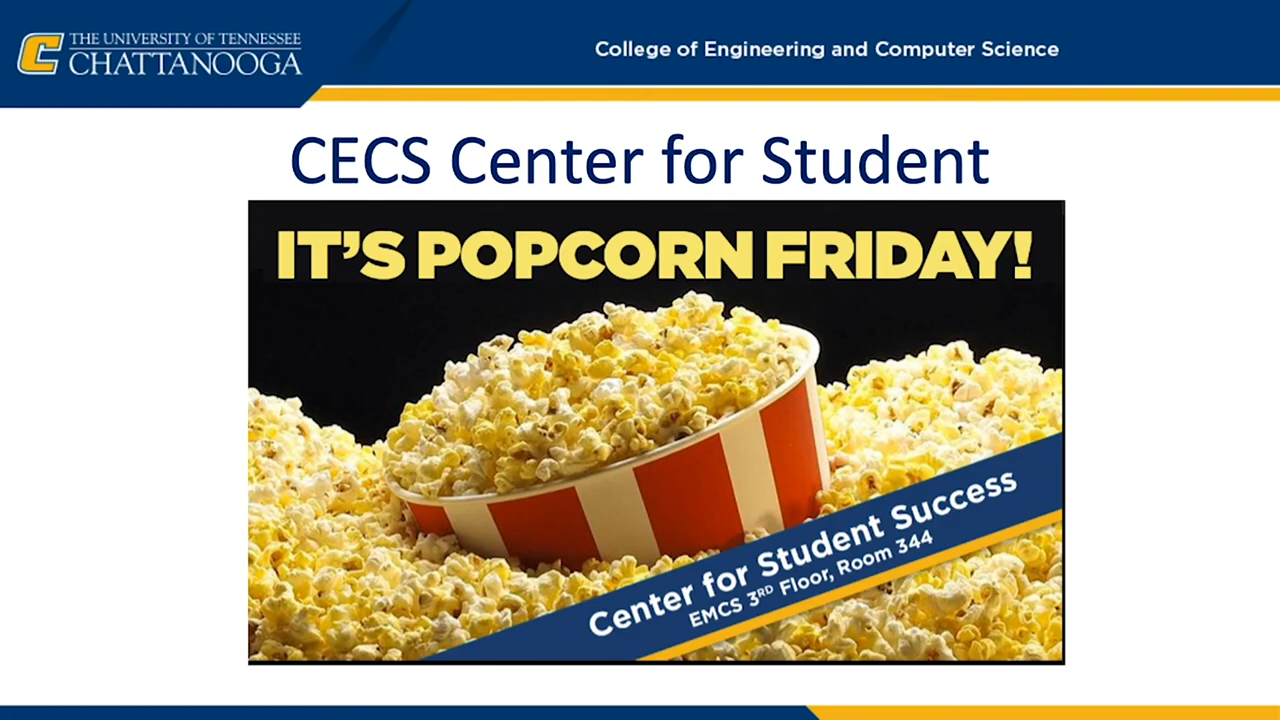 THE UNIVERSITY OF TENNESSEE
CHATTANOOGA
College of Engineering and Computer Science
CECS Center for Student
IT'S POPCORN FRIDAY!
Center for Student Success
EMCS 3RD Floor, Room 344